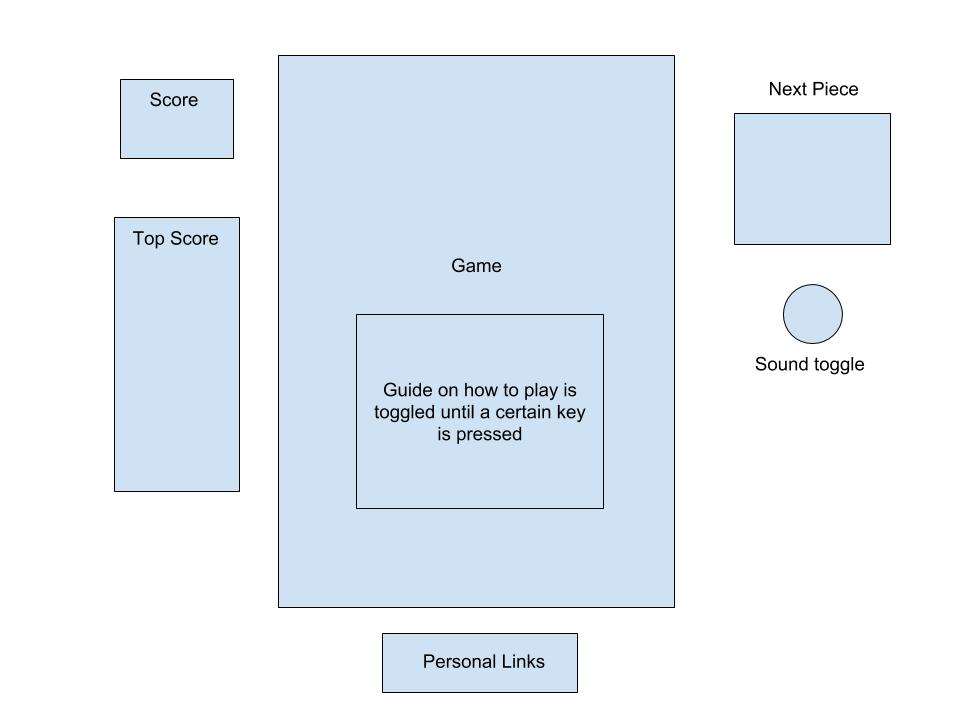 Score
Top Score
Game
Guide on how to play is
toggled until a certain key
is pressed
Next Piece
Sound toggle
Personal Links